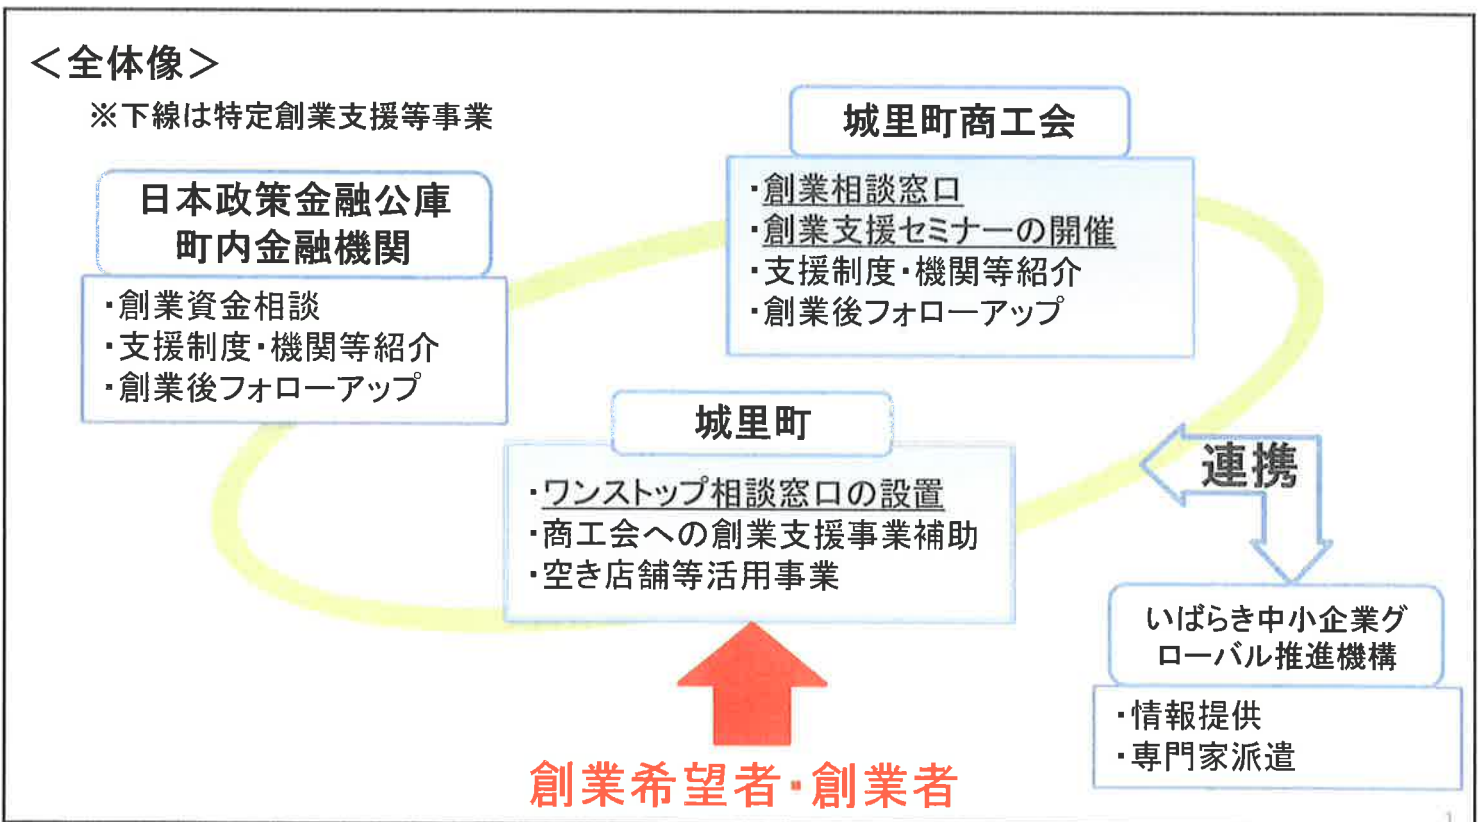 ＜全体像＞
※下線は特定創業支援等事業
日本政策金融公庫
町内金融機関
・創業資金相談
・支援制度・機関等紹介
・創業後フォローアップ
城里町商工会
・創業相談窓口
・創業支援セミナーの開催
・支援制度・機関等紹介
・創業後フォローアップ
城里町
・ワンストップ相談窓口の設置
・商工会への創業支援事業補助
・空き店舗等活用事業
連携
いばらき中小企業グ
ローバル推進機構
・情報提供
・専門家派遣
創業希望者・創業者
1